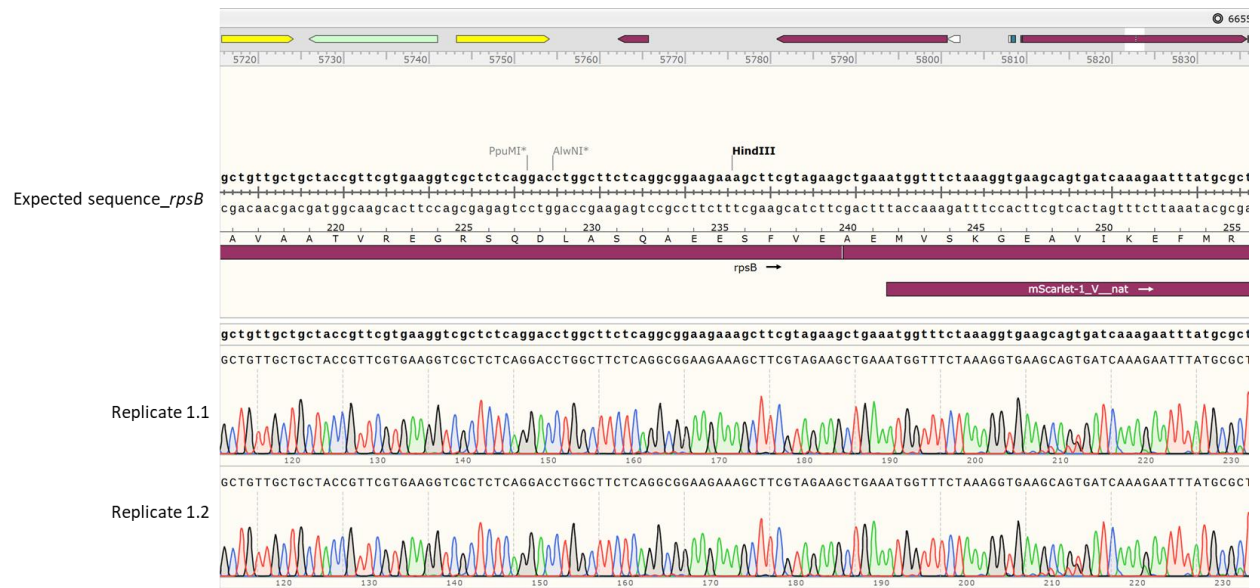 6655
5720 5730 5740 5750 5760 5770 5780 5790 5800 5810 5820 5830
PpuMI* AlwNI* HindIII
gctgttgctgctaccgttcgtgaaggtcgctctcaggacctggcttctcaggcggaagaaagcttcgtagaagctgaaatggtttctaaaggtgaagcagtgatcaaagaatttatgcgct
Expected sequence_rpsB
cgacaacgacgatggcaagcacttccagcgagagtcctggaccgaagagtccgccttctttcgaagcatcttcgactttaccaaagatttccacttcgtcactagtttcttaaatacgcga
220 225 230 235 240 245 250 255
A V A A T V R E G R S Q D L A S Q A E E S F V E A E M V S K G E A V I K E F M R
rpsB
mScarlet-1_V__nat
gctgttgctgctaccgttcgtgaaggtcgctctcaggacctggcttctcaggcggaagaaagcttcgtagaagctgaaatggtttctaaaggtgaagcagtgatcaaagaatttatgcgct
GCTGTTGCTGCTACCGTTCGTGAAGGTCGCTCTCAGGACCTGGCTTCTCAGGCGGAAGAAAGCTTCGTAGAAGCTGAAATGGTTTCTAAAGGTGAAGCAGTGATCAAAGAATTTATGCGCT
Replicate 1.1
120 130 140 150 160 170 180 190 200 210 220 230
GCTGTTGCTGCTACCGTTCGTGAAGGTCGCTCTCAGGACCTGGCTTCTCAGGCGGAAGAAAGCTTCGTAGAAGCTGAAATGGTTTCTAAAGGTGAAGCAGTGATCAAAGAATTTATGCGCT
Replicate 1.2
120 130 140 150 160 170 180 190 200 210 220 230